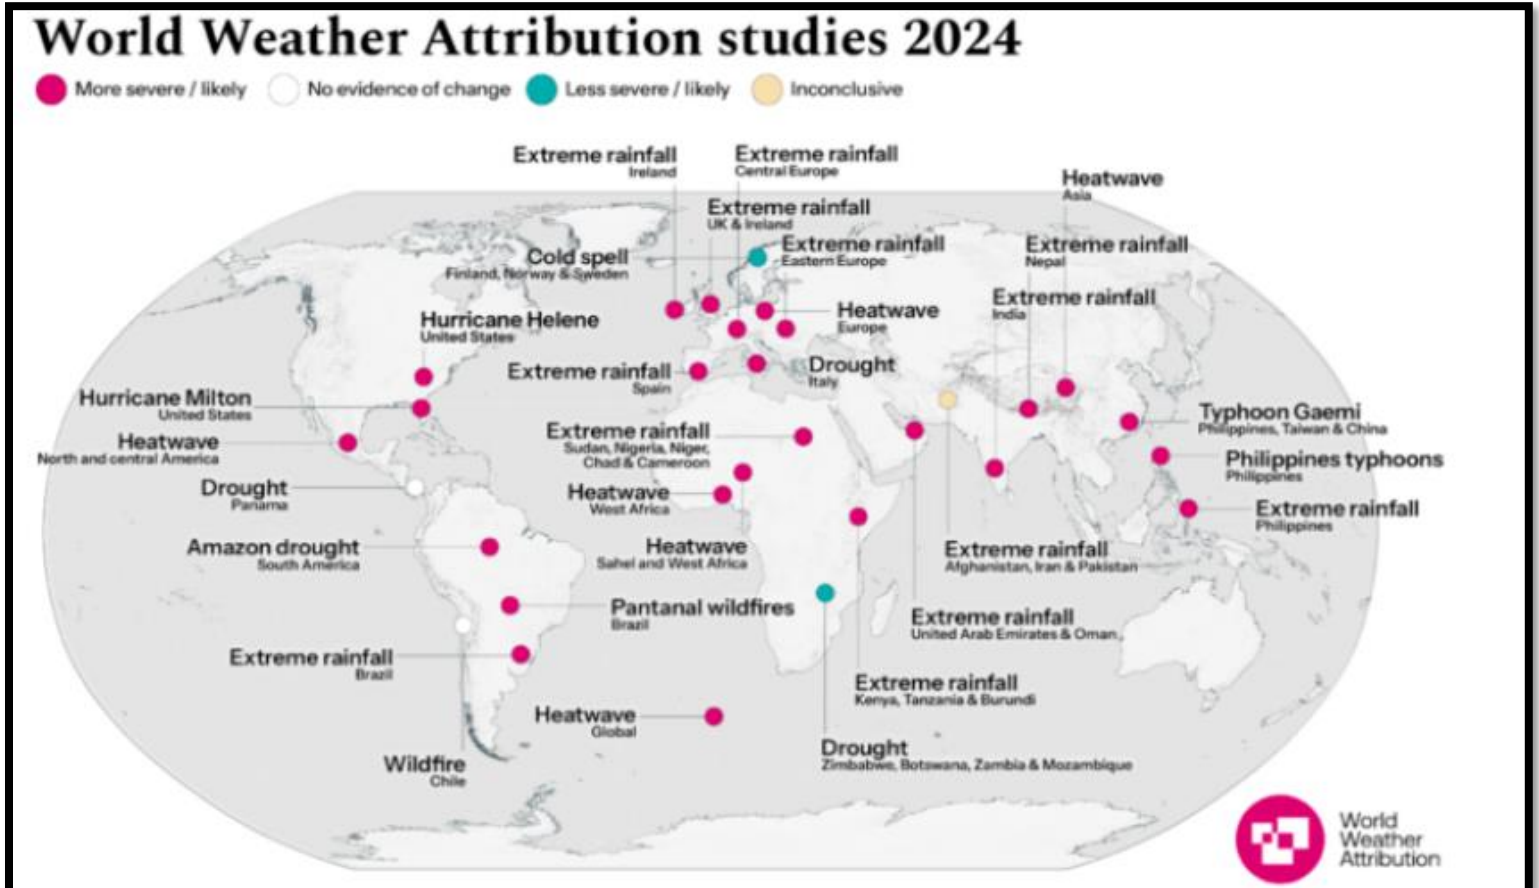 World Weather Attribution studies 2024
More severe / likely
No evidence of change
Less severe / likely
Inconclusive
Extreme rainfall
Ireland
Extreme rainfall
Central Europe
Heatwave
Asia
Extreme rainfall
UK & Ireland
Cold spell
Finland, Norway & Sweden
Extreme rainfall
Eastern Europe
Extreme rainfall
Nepal
Extreme rainfall
India
Hurricane Helene
United States
Heatwave
Europe
Extreme rainfall
Spain
Drought
Italy
Hurricane Milton
United States
Heatwave
North and central America
Extreme rainfall
Sudan, Nigeria, Niger,
Chad & Cameroon
Typhoon Gaemi
Philippines, Taiwan & China
Philippines typhoons
Philippines
Drought
Panama
Heatwave
West Africa
Extreme rainfall
Philippines
Amazon drought
South America
Heatwave
Sahel and West Africa
Extreme rainfall
Afghanistan, Iran & Pakistan
Pantanal wildfires
Brazil
Extreme rainfall
United Arab Emirates & Oman
Extreme rainfall
Brazil
Extreme rainfall
Kenya, Tanzania & Burundi
Heatwave
Global
Drought
Zimbabwe, Botswana, Zambia & Mozambique
Wildfire
Chile
World
Weather
Attribution